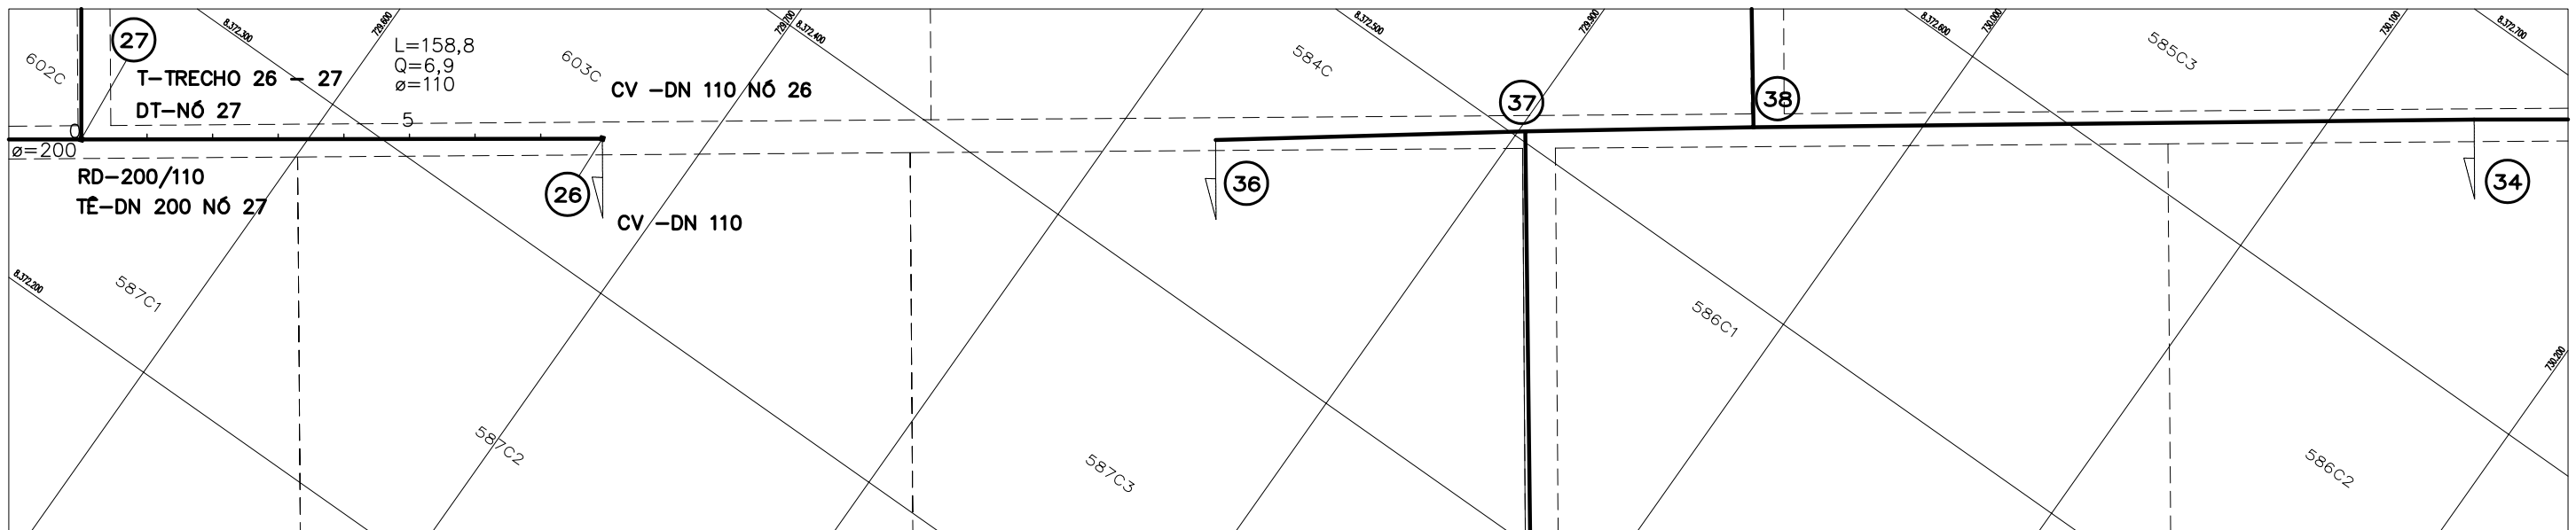 27
8.372.300
729.600
729.700
8.372.400
8.372.500
729.900
8.372.600
730.000
730.100
8.372.700
602C
L=158,8
Q=6,9
ø=110
603C
584C
585C3
T-TRECHO 26 - 27
DT-NÓ 27
CV -DN 110 NÓ 26
37
38
0
5
ø=200
RD-200/110
TÊ-DN 200 NÓ 27
26
CV -DN 110
36
34
8.372.200
587C1
586C1
730.200
587C2
587C3
586C2